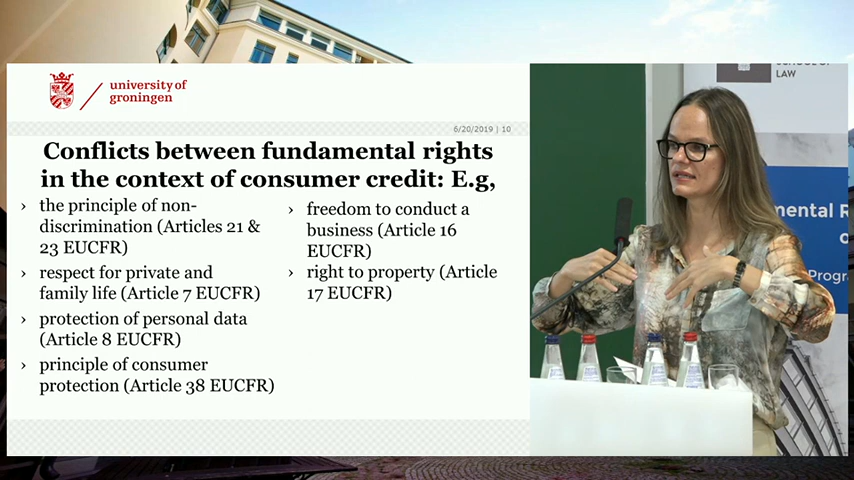 university of
groningen
6/20/2019 | 10
Conflicts between fundamental rights
in the context of consumer credit: E.g,
› the principle of non-
discrimination (Articles 21 &
23 EUCFR)
› respect for private and
family life (Article 7 EUCFR)
› protection of personal data
(Article 8 EUCFR)
› principle of consumer
protection (Article 38 EUCFR)
› freedom to conduct a
business (Article 16
EUCFR)
› right to property (Article
17 EUCFR)
LAW